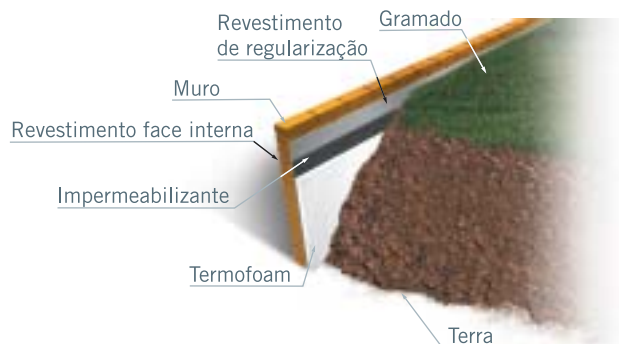 Revestimento
de regularização
Gramado
Muro
Revestimento face interna
Impermeabilizante
Termofoam
Terra